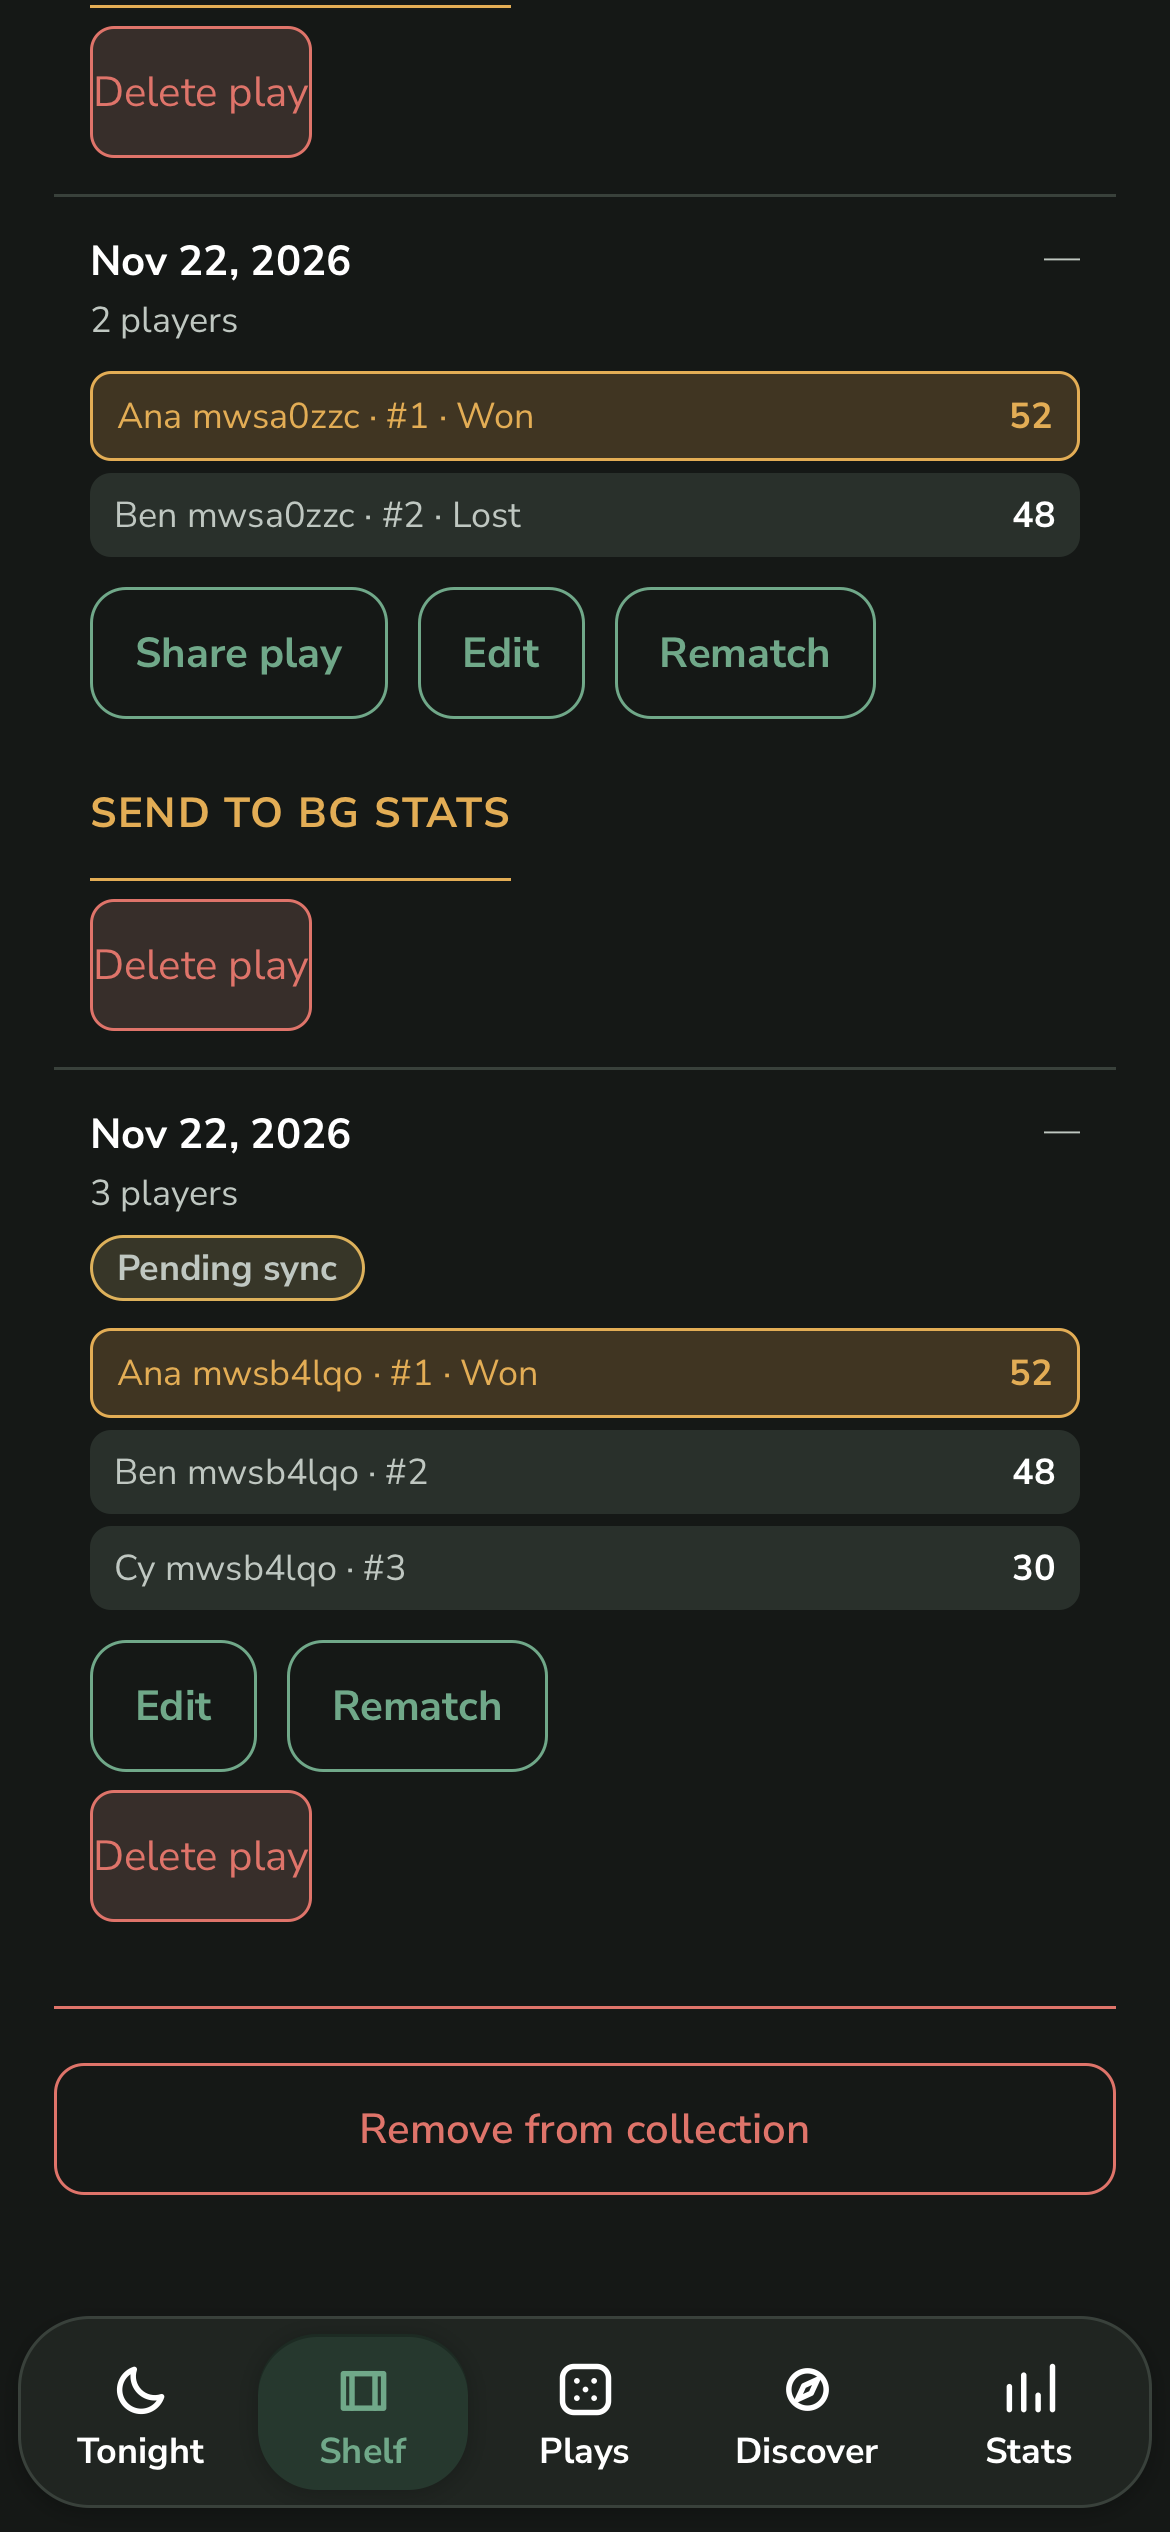 Delete play
Nov 22, 2026 —
2 players
Ana mwsa0zzc · #1 · Won 52
Ben mwsa0zzc · #2 · Lost 48
Share play Edit Rematch
SEND TO BG STATS
Delete play
Nov 22, 2026 —
3 players
Pending sync
Ana mwsb4lqo · #1 · Won 52
Ben mwsb4lqo · #2 48
Cy mwsb4lqo · #3 30
Edit Rematch
Delete play
Remove from collection
Tonight Shelf Plays Discover Stats